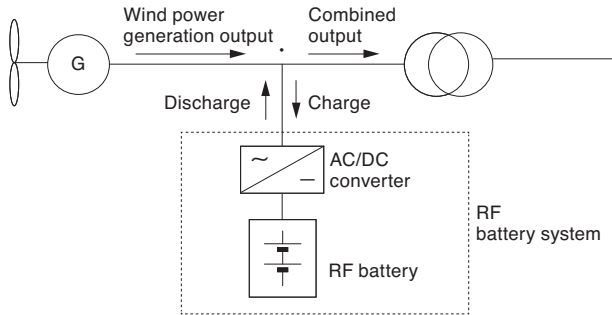 Wind power
generation output
Combined
output
G
Discharge
Charge
AC/DC
converter
RF
battery system
RF battery